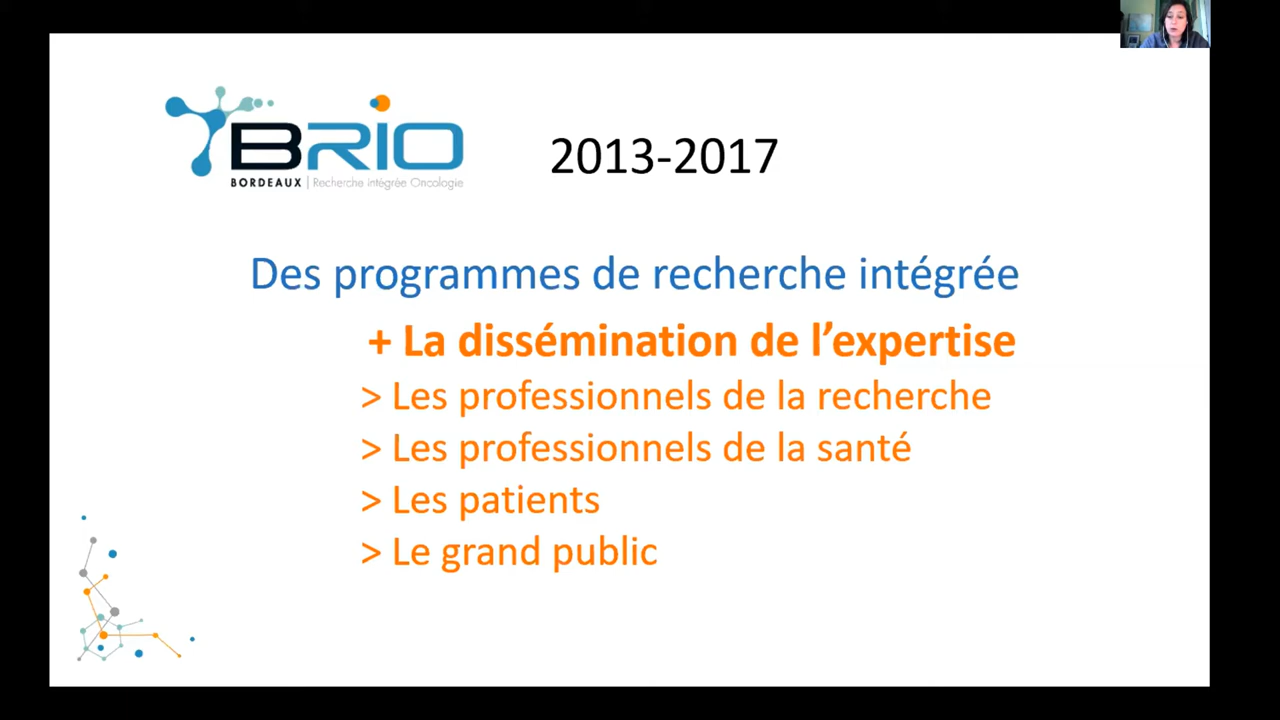 BRIO
BORDEAUX | Recherche intégrée Oncologie
2013-2017
Des programmes de recherche intégrée
+ La dissémination de l’expertise
> Les professionnels de la recherche
> Les professionnels de la santé
> Les patients
> Le grand public